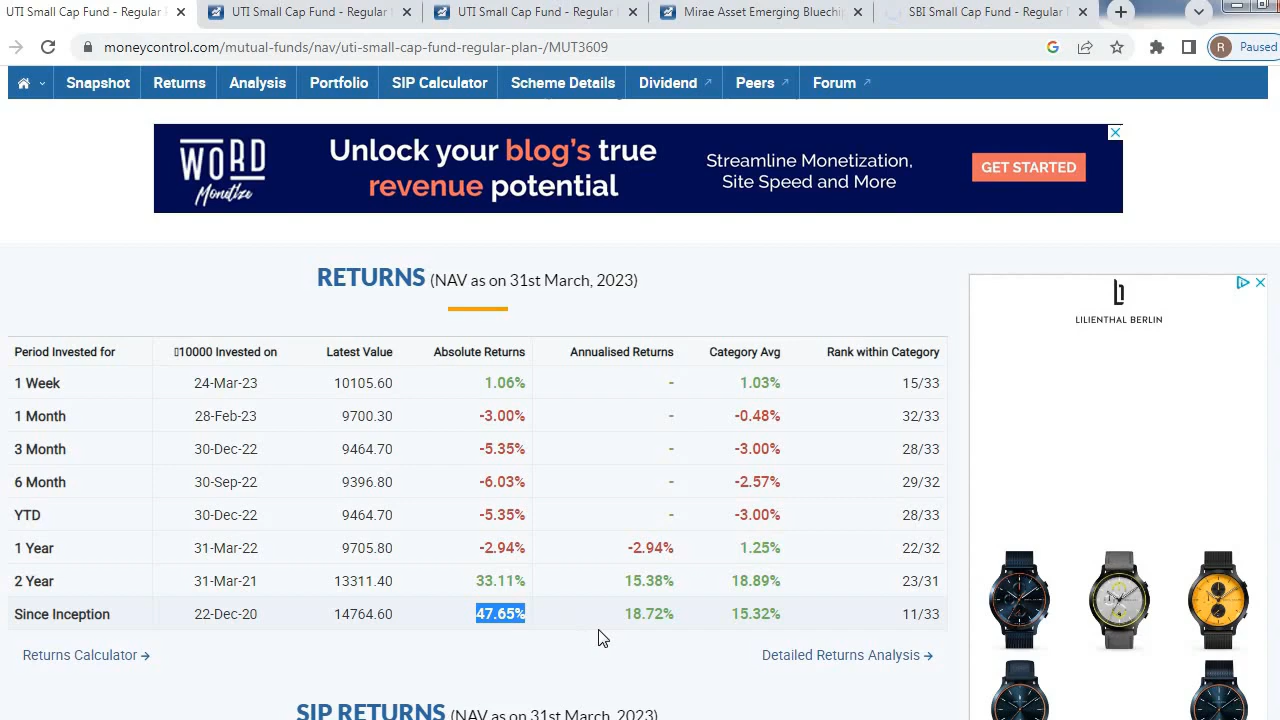 UTI Small Cap Fund - Regular
UTI Small Cap Fund - Regular
UTI Small Cap Fund - Regular
Mirae Asset Emerging Bluechip
SBI Small Cap Fund - Regular
moneycontrol.com/mutual-funds/nav/uti-small-cap-fund-regular-plan-/MUT3609
R Paused
Snapshot Returns Analysis Portfolio SIP Calculator Scheme Details Dividend Peers Forum
WORD
Monetize
Unlock your blog's true
revenue potential
Streamline Monetization,
Site Speed and More
GET STARTED
RETURNS (NAV as on 31st March, 2023)
LILIENTHAL BERLIN
Period Invested for 10000 Invested on Latest Value Absolute Returns Annualised Returns Category Avg Rank within Category
1 Week 24-Mar-23 10105.60 1.06% - 1.03% 15/33
1 Month 28-Feb-23 9700.30 -3.00% - -0.48% 32/33
3 Month 30-Dec-22 9464.70 -5.35% - -3.00% 28/33
6 Month 30-Sep-22 9396.80 -6.03% - -2.57% 29/32
YTD 30-Dec-22 9464.70 -5.35% - -3.00% 28/33
1 Year 31-Mar-22 9705.80 -2.94% -2.94% 1.25% 22/32
2 Year 31-Mar-21 13311.40 33.11% 15.38% 18.89% 23/31
Since Inception 22-Dec-20 14764.60 47.65% 18.72% 15.32% 11/33
Returns Calculator → Detailed Returns Analysis →
SIP RETURNS (NAV as on 31st March, 2023)